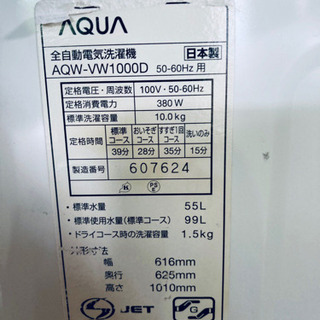 AQUA
全自動電気洗濯機 日本製
AQW-VW1000D 50-60Hz用
定格電圧・周波数 100V・50-60Hz
定格消費電力 380W
標準洗濯容量 10.0kg
定格時間 標準コース 39分 おいそぎコース 28分 すすぎ1回コース 35分 洗いのみ 15分
製造番号 607624
PSE
・標準水量 55L
・標準使用水量(標準コース) 99L
・ドライコース時の洗濯容量 1.5kg
外形寸法
幅 616mm
奥行 625mm
高さ 1010mm
JET